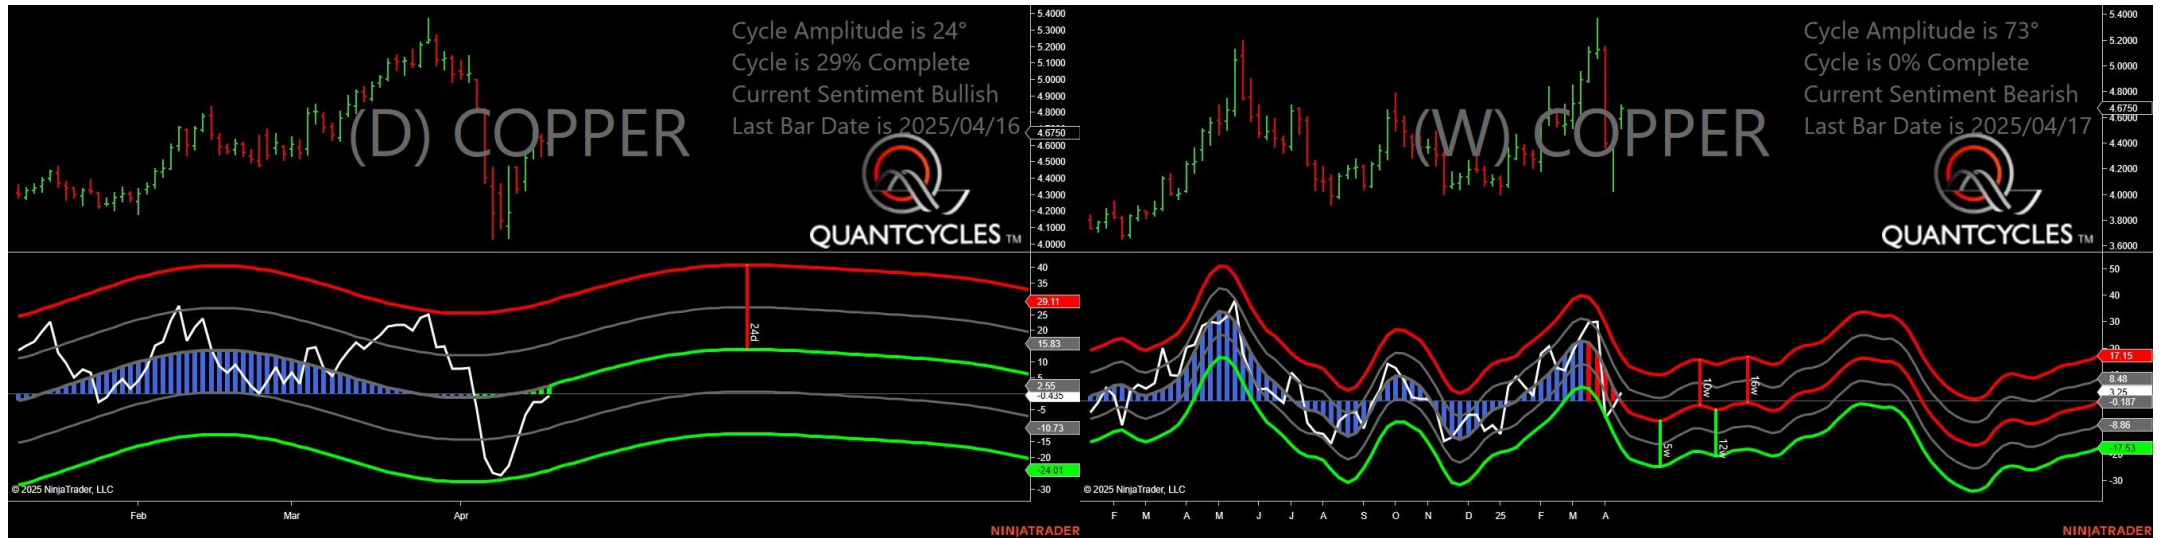 Cycle Amplitude is 24°
Cycle is 29% Complete
Current Sentiment Bullish
Last Bar Date is 2025/04/16
(D) COPPER
QUANTCYCLES TM
5.4000
5.3000
5.2000
5.1000
5.0000
4.9000
4.8000
4.7000
4.6750
4.6000
4.5000
4.4000
4.3000
4.2000
4.1000
4.0000
40
35
29.11
25
20
15.83
10
5
2.55
-0.435
-5
-10.73
-15
-20
-24.01
-30
24d
© 2025 NinjaTrader, LLC
Feb
Mar
Apr
NINJATRADER
Cycle Amplitude is 73°
Cycle is 0% Complete
Current Sentiment Bearish
Last Bar Date is 2025/04/17
(W) COPPER
QUANTCYCLES TM
5.4000
5.2000
5.0000
4.8000
4.6750
4.6000
4.4000
4.2000
4.0000
3.8000
3.6000
50
40
30
17.15
8.48
3.25
-0.187
-8.86
-17.53
-30
10w
16w
5w
12w
© 2025 NinjaTrader, LLC
F
M
A
M
J
J
A
S
O
N
D
25
F
M
A
NINJATRADER